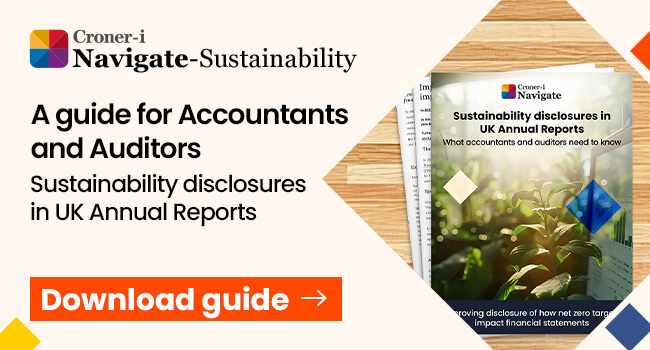 Croner-i
Navigate-Sustainability
A guide for Accountants
and Auditors
Sustainability disclosures
in UK Annual Reports
Download guide
Croner-i
Navigate
Sustainability disclosures in
UK Annual Reports
What accountants and auditors need to know
proving disclosure of how net zero targe
impact financial statements